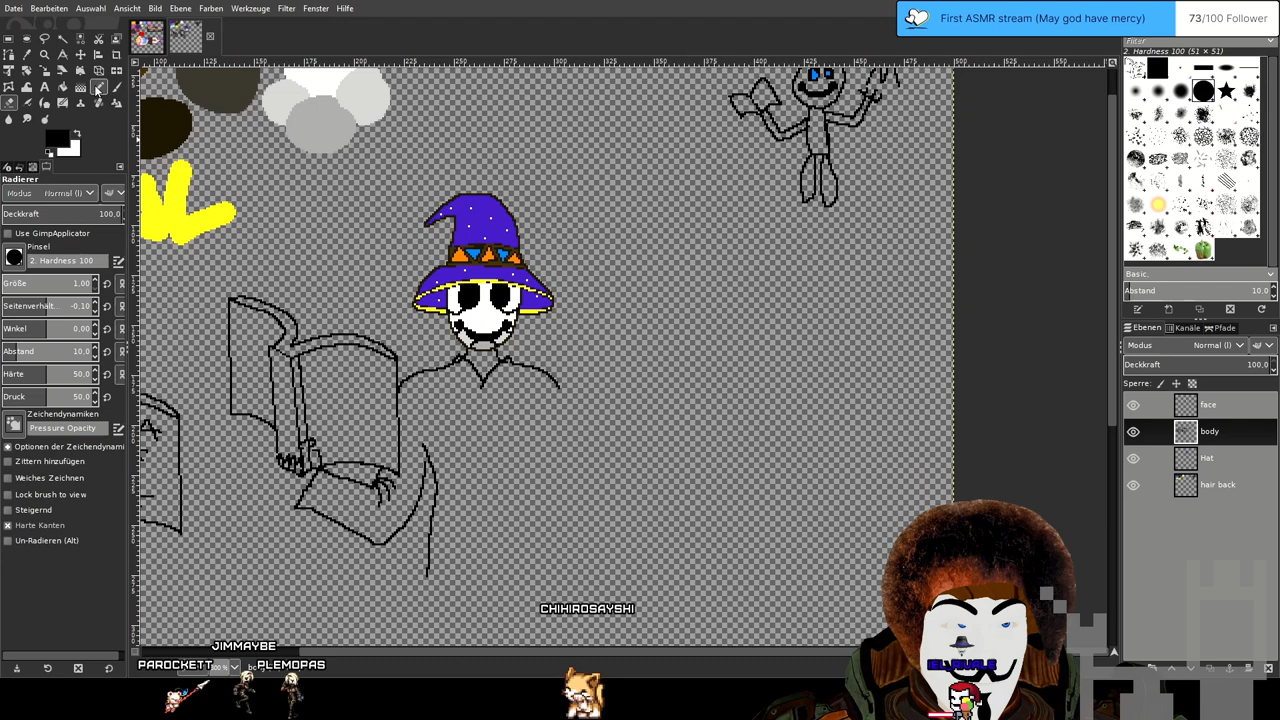 Datei Bearbeiten Auswahl Ansicht Bild Ebene Farben Werkzeuge Filter Fenster Hilfe
First ASMR stream (May god have mercy) 73/100 Follower
Filter
2. Hardness 100 (51 × 51)
Radierer
Modus Normal (l)
Deckkraft 100,0
Use GimpApplicator
Pinsel
2. Hardness 100
Größe 1,00
Seitenverhält... -0,10
Winkel 0,00
Abstand 10,0
Härte 50,0
Druck 50,0
Zeichendynamiken
Pressure Opacity
Optionen der Zeichendynami
Zittern hinzufügen
Weiches Zeichnen
Lock brush to view
Steigernd
Harte Kanten
Un-Radieren (Alt)
Basic,
Abstand 10,0
Ebenen Kanäle Pfade
Modus Normal (l)
Deckkraft 100,0
Sperre:
face
body
Hat
hair back
CHIHIROSAYSHI
JIMMAYBE
PAROCKETT PLEMOPAS